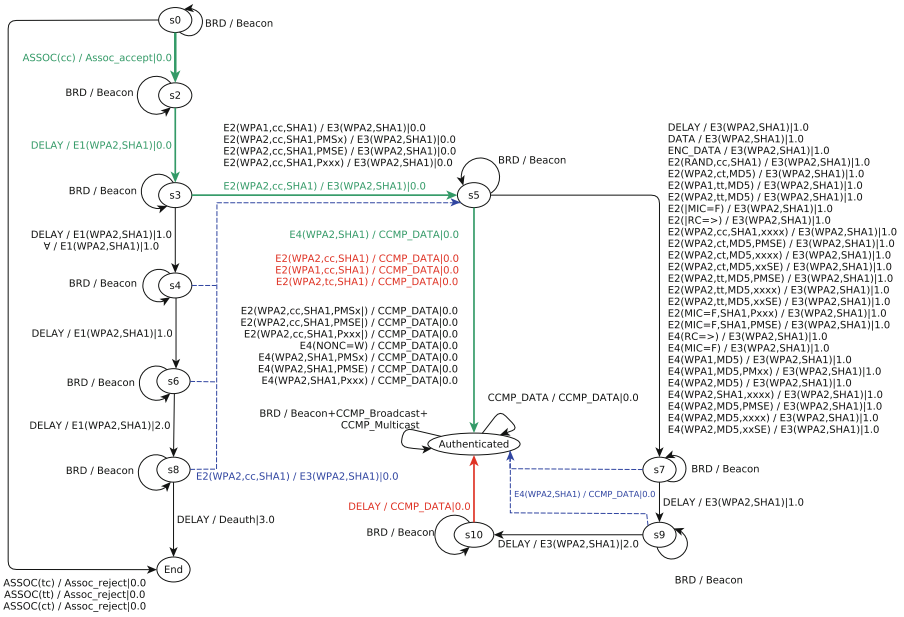 s0
BRD / Beacon
ASSOC(cc) / Assoc_accept|0.0
BRD / Beacon
s2
DELAY / E1(WPA2,SHA1)|0.0
E2(WPA1,cc,SHA1) / E3(WPA2,SHA1)|0.0
E2(WPA2,cc,SHA1,PMSx) / E3(WPA2,SHA1)|0.0
E2(WPA2,cc,SHA1,PMSE) / E3(WPA2,SHA1)|0.0
E2(WPA2,cc,SHA1,Pxxx) / E3(WPA2,SHA1)|0.0
BRD / Beacon
BRD / Beacon
s3
E2(WPA2,cc,SHA1) / E3(WPA2,SHA1)|0.0
s5
DELAY / E1(WPA2,SHA1)|1.0
∀ / E1(WPA2,SHA1)|1.0
BRD / Beacon
s4
DELAY / E1(WPA2,SHA1)|1.0
BRD / Beacon
s6
DELAY / E1(WPA2,SHA1)|2.0
BRD / Beacon
s8
E2(WPA2,cc,SHA1) / E3(WPA2,SHA1)|0.0
DELAY / Deauth|3.0
End
ASSOC(tc) / Assoc_reject|0.0
ASSOC(tt) / Assoc_reject|0.0
ASSOC(ct) / Assoc_reject|0.0
E4(WPA2,SHA1) / CCMP_DATA|0.0
E2(WPA2,cc,SHA1) / CCMP_DATA|0.0
E2(WPA1,cc,SHA1) / CCMP_DATA|0.0
E2(WPA2,tc,SHA1) / CCMP_DATA|0.0
E2(WPA2,cc,SHA1,PMSx|) / CCMP_DATA|0.0
E2(WPA2,cc,SHA1,PMSE|) / CCMP_DATA|0.0
E2(WPA2,cc,SHA1,Pxxx|) / CCMP_DATA|0.0
E4(NONC=W) / CCMP_DATA|0.0
E4(WPA2,SHA1,PMSx) / CCMP_DATA|0.0
E4(WPA2,SHA1,PMSE) / CCMP_DATA|0.0
E4(WPA2,SHA1,Pxxx) / CCMP_DATA|0.0
CCMP_DATA / CCMP_DATA|0.0
BRD / Beacon+CCMP_Broadcast+
CCMP_Multicast
Authenticated
DELAY / E3(WPA2,SHA1)|1.0
DATA / E3(WPA2,SHA1)|1.0
ENC_DATA / E3(WPA2,SHA1)|1.0
E2(RAND,cc,SHA1) / E3(WPA2,SHA1)|1.0
E2(WPA2,ct,MD5) / E3(WPA2,SHA1)|1.0
E2(WPA1,tt,MD5) / E3(WPA2,SHA1)|1.0
E2(WPA2,tt,MD5) / E3(WPA2,SHA1)|1.0
E2(|MIC=F) / E3(WPA2,SHA1)|1.0
E2(|RC=>) / E3(WPA2,SHA1)|1.0
E2(WPA2,cc,SHA1,xxxx) / E3(WPA2,SHA1)|1.0
E2(WPA2,ct,MD5,PMSE) / E3(WPA2,SHA1)|1.0
E2(WPA2,ct,MD5,xxxx) / E3(WPA2,SHA1)|1.0
E2(WPA2,ct,MD5,xxSE) / E3(WPA2,SHA1)|1.0
E2(WPA2,tt,MD5,PMSE) / E3(WPA2,SHA1)|1.0
E2(WPA2,tt,MD5,xxxx) / E3(WPA2,SHA1)|1.0
E2(WPA2,tt,MD5,xxSE) / E3(WPA2,SHA1)|1.0
E2(MIC=F,SHA1,Pxxx) / E3(WPA2,SHA1)|1.0
E2(MIC=F,SHA1,PMSE) / E3(WPA2,SHA1)|1.0
E4(RC=>) / E3(WPA2,SHA1)|1.0
E4(MIC=F) / E3(WPA2,SHA1)|1.0
E4(WPA1,MD5) / E3(WPA2,SHA1)|1.0
E4(WPA1,MD5,PMxx) / E3(WPA2,SHA1)|1.0
E4(WPA2,MD5) / E3(WPA2,SHA1)|1.0
E4(WPA2,SHA1,xxxx) / E3(WPA2,SHA1)|1.0
E4(WPA2,MD5,PMSE) / E3(WPA2,SHA1)|1.0
E4(WPA2,MD5,xxxx) / E3(WPA2,SHA1)|1.0
E4(WPA2,MD5,xxSE) / E3(WPA2,SHA1)|1.0
s7
BRD / Beacon
E4(WPA2,SHA1) / CCMP_DATA|0.0
DELAY / E3(WPA2,SHA1)|1.0
DELAY / CCMP_DATA|0.0
BRD / Beacon
s10
DELAY / E3(WPA2,SHA1)|2.0
s9
BRD / Beacon